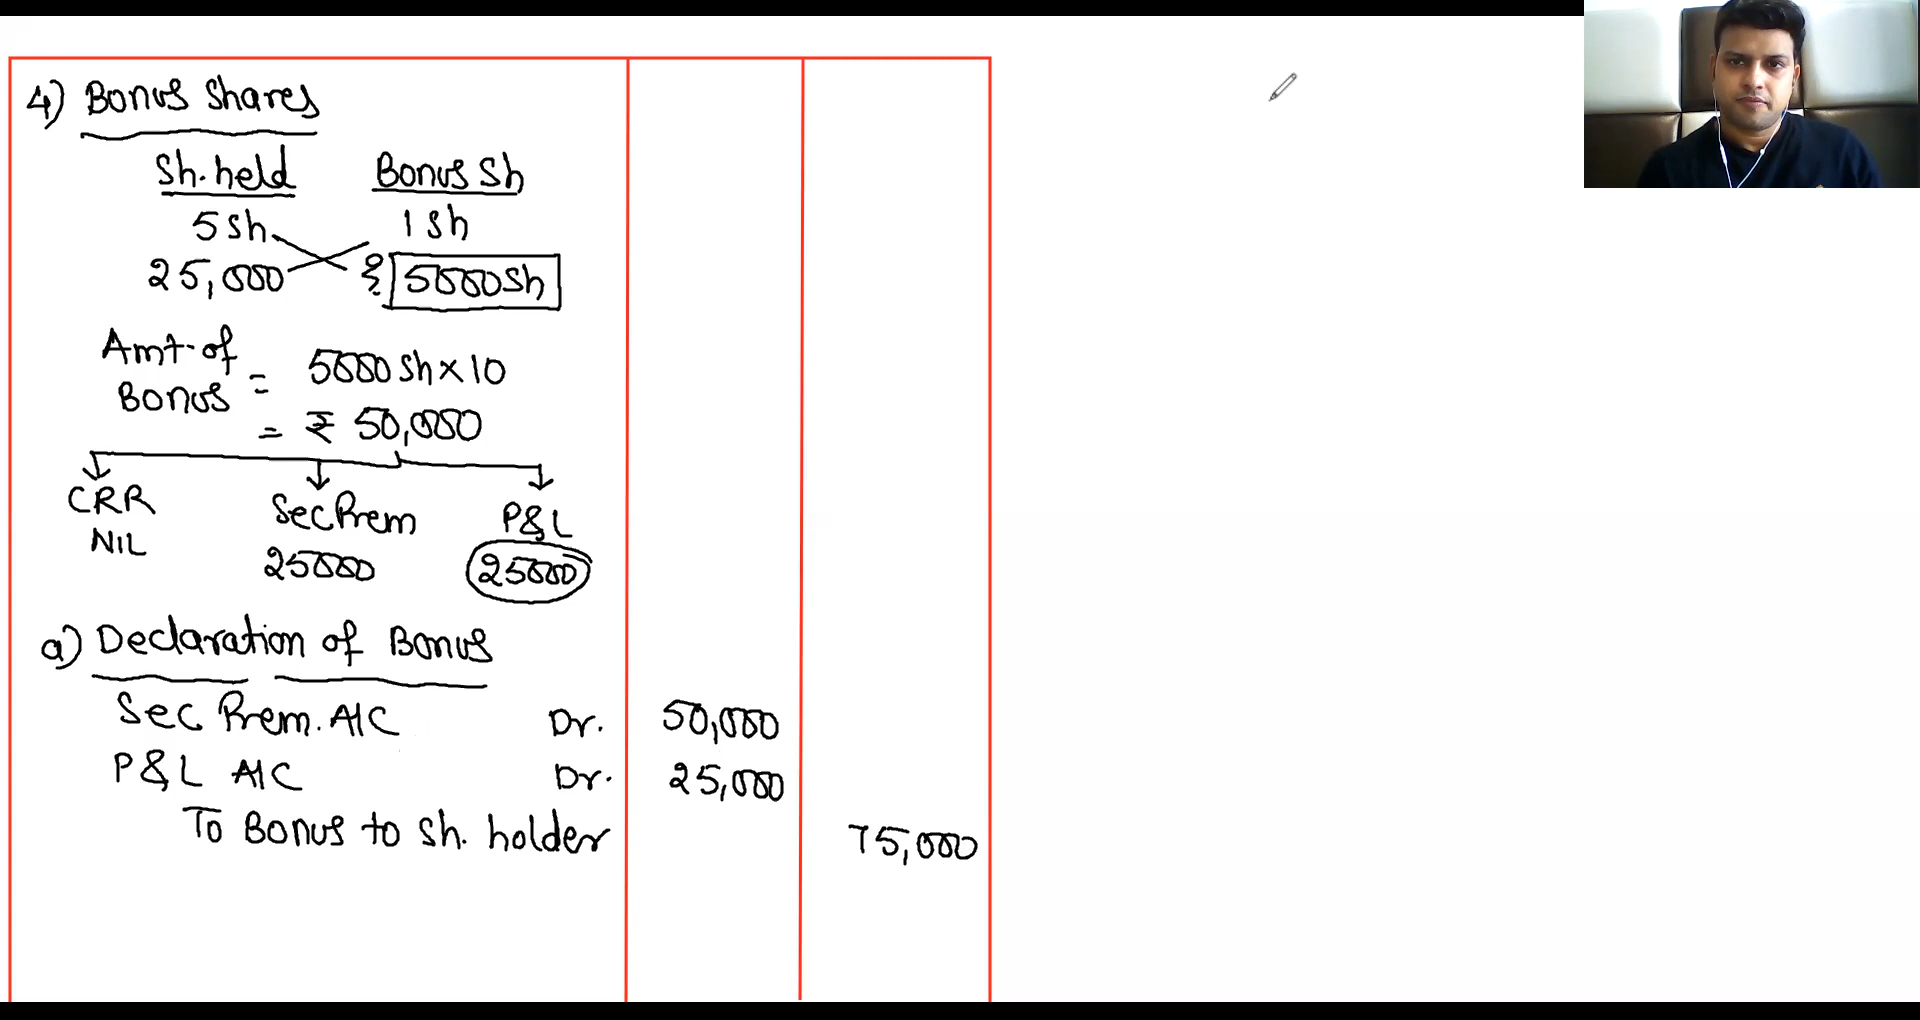 4) Bonus Shares
Sh. held Bonus Sh
5 Sh 1 Sh
25,000 ? 5000 Sh
Amt. of Bonus = 5000 Sh × 10
= ₹ 50,000
CRR Sec Prem P&L
NIL 25000 25000
a) Declaration of Bonus
Sec Prem. A/C Dr. 50,000
P&L A/C Dr. 25,000
To Bonus to Sh. holder 75,000